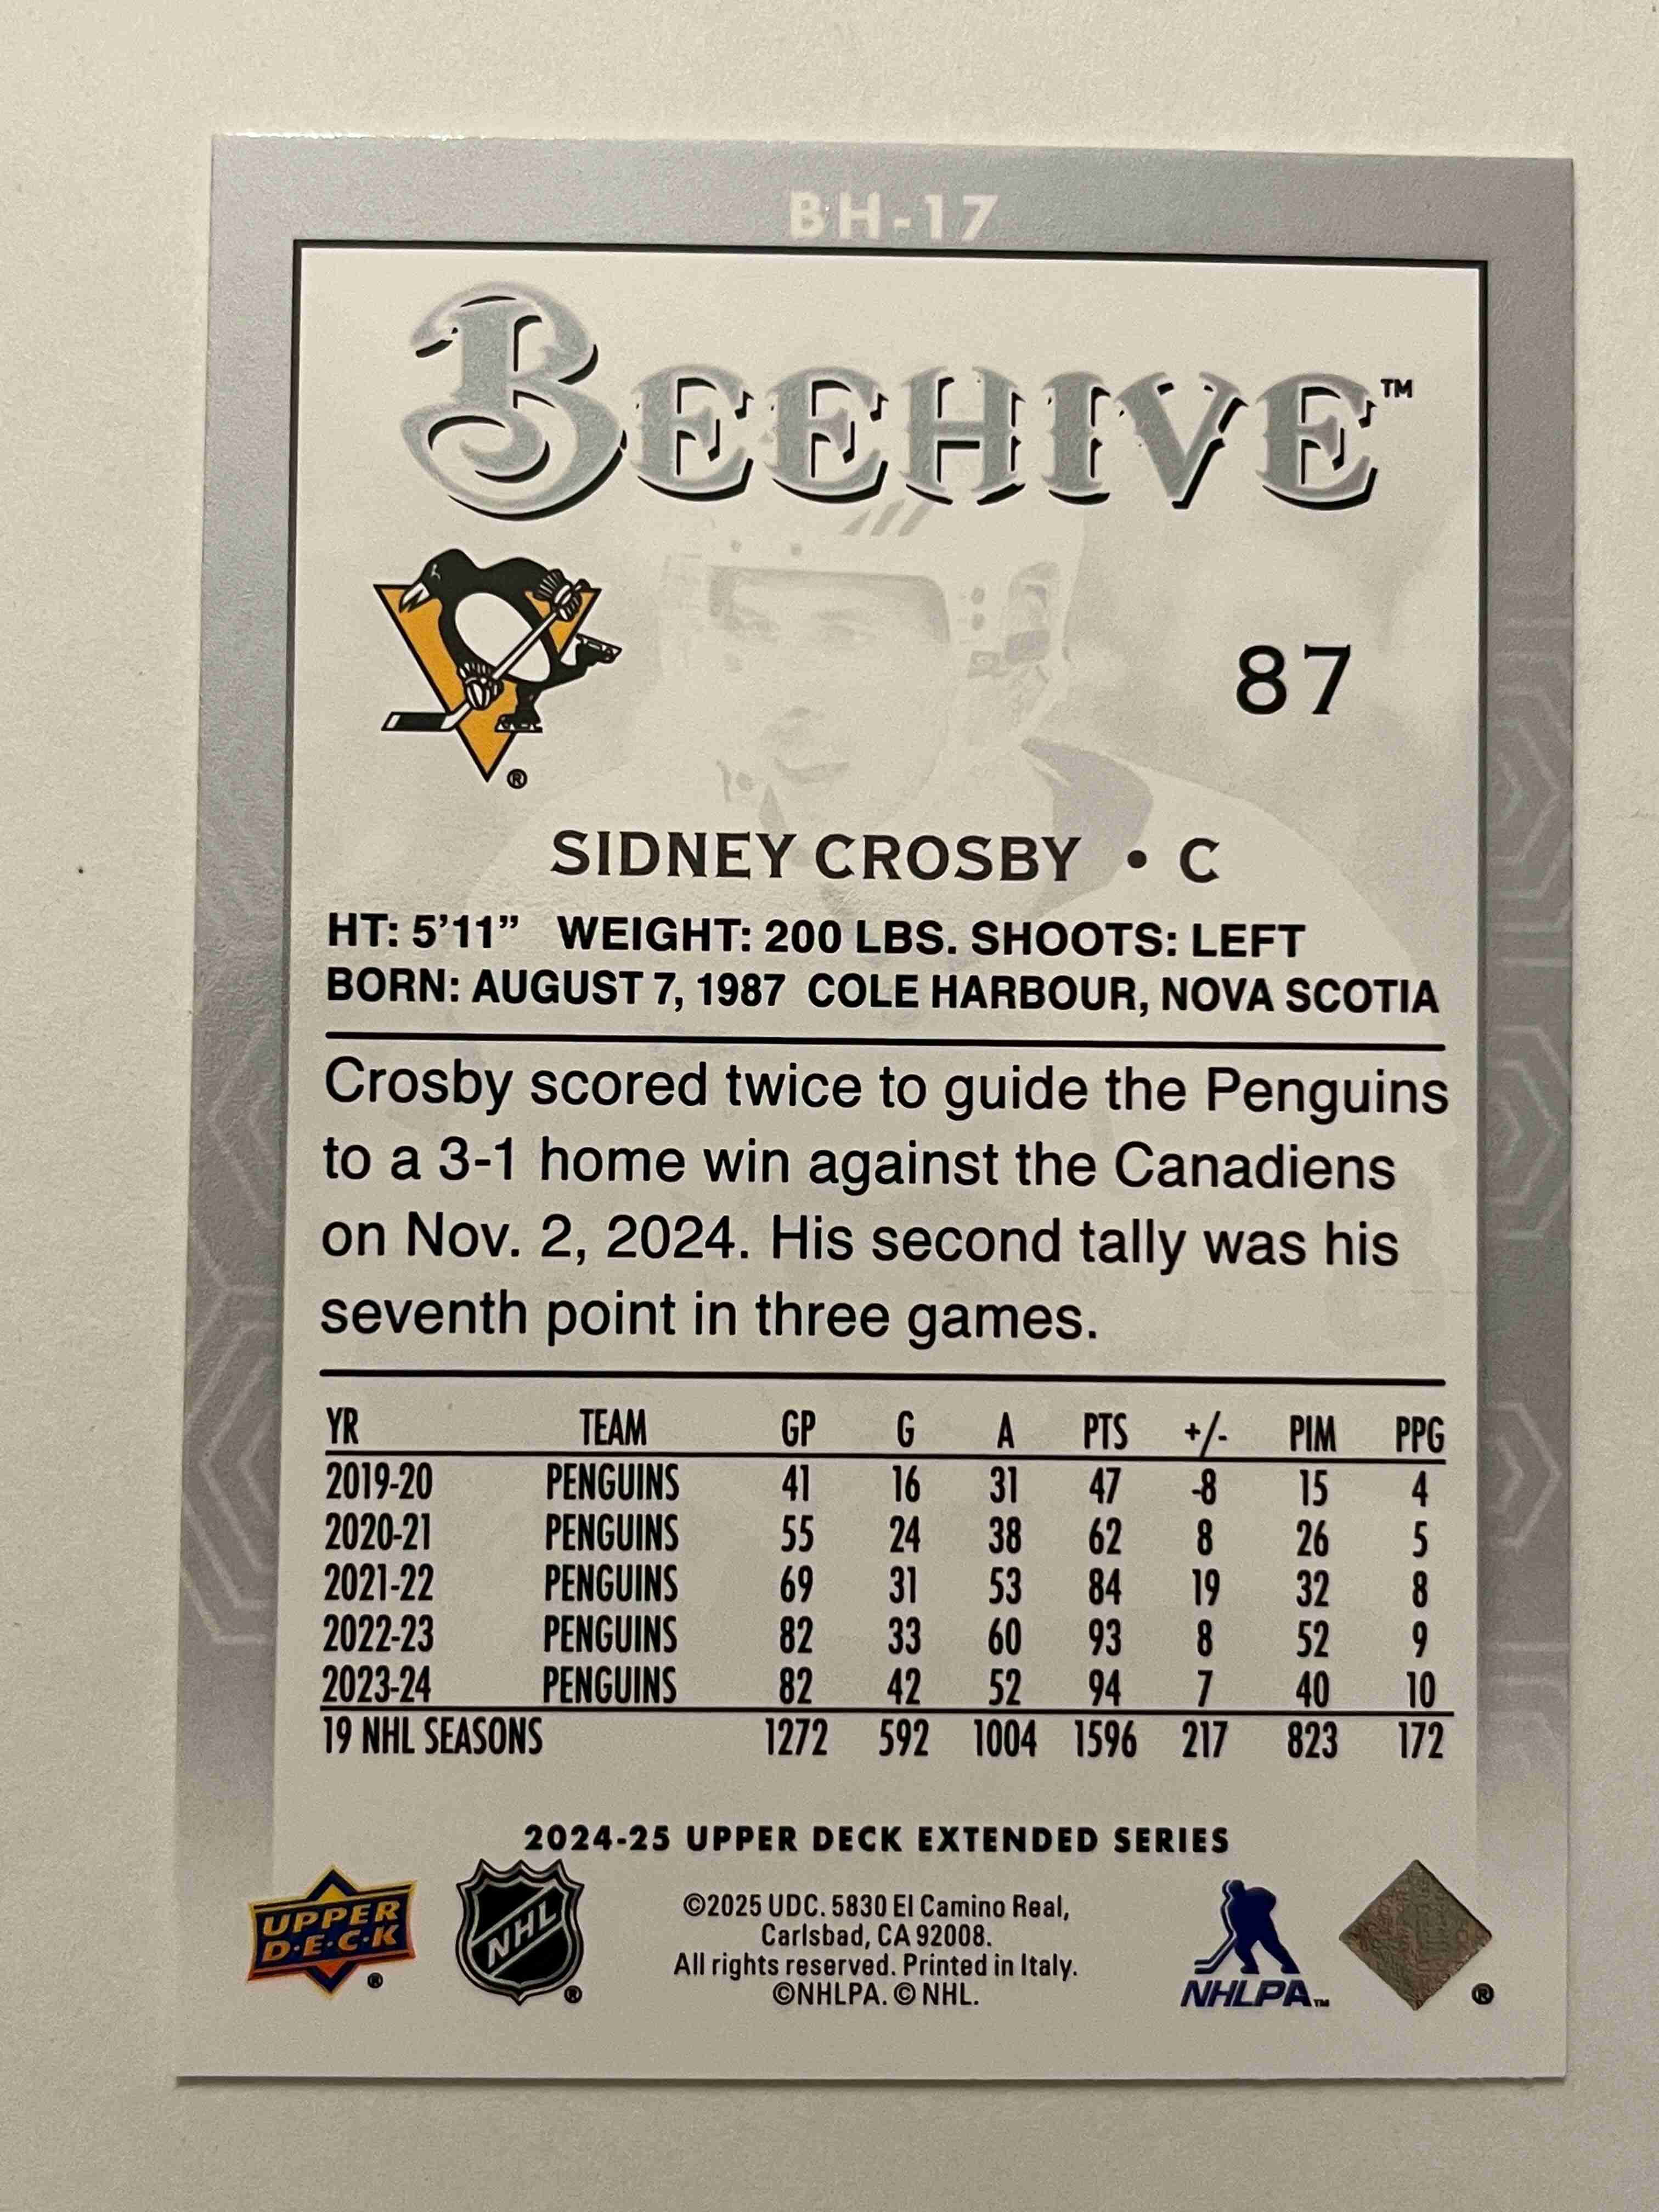 BH-17
BEEHIVE™
®
87
SIDNEY CROSBY • C
HT: 5'11” WEIGHT: 200 LBS. SHOOTS: LEFT
BORN: AUGUST 7, 1987 COLE HARBOUR, NOVA SCOTIA
Crosby scored twice to guide the Penguins
to a 3-1 home win against the Canadiens
on Nov. 2, 2024. His second tally was his
seventh point in three games.
YR TEAM GP G A PTS +/- PIM PPG
2019-20 PENGUINS 41 16 31 47 -8 15 4
2020-21 PENGUINS 55 24 38 62 8 26 5
2021-22 PENGUINS 69 31 53 84 19 32 8
2022-23 PENGUINS 82 33 60 93 8 52 9
2023-24 PENGUINS 82 42 52 94 7 40 10
19 NHL SEASONS 1272 592 1004 1596 217 823 172
2024-25 UPPER DECK EXTENDED SERIES
UPPER
D·E·C·K ®
NHL ®
©2025 UDC. 5830 El Camino Real,
Carlsbad, CA 92008.
All rights reserved. Printed in Italy.
©NHLPA. © NHL.
NHLPA™
®